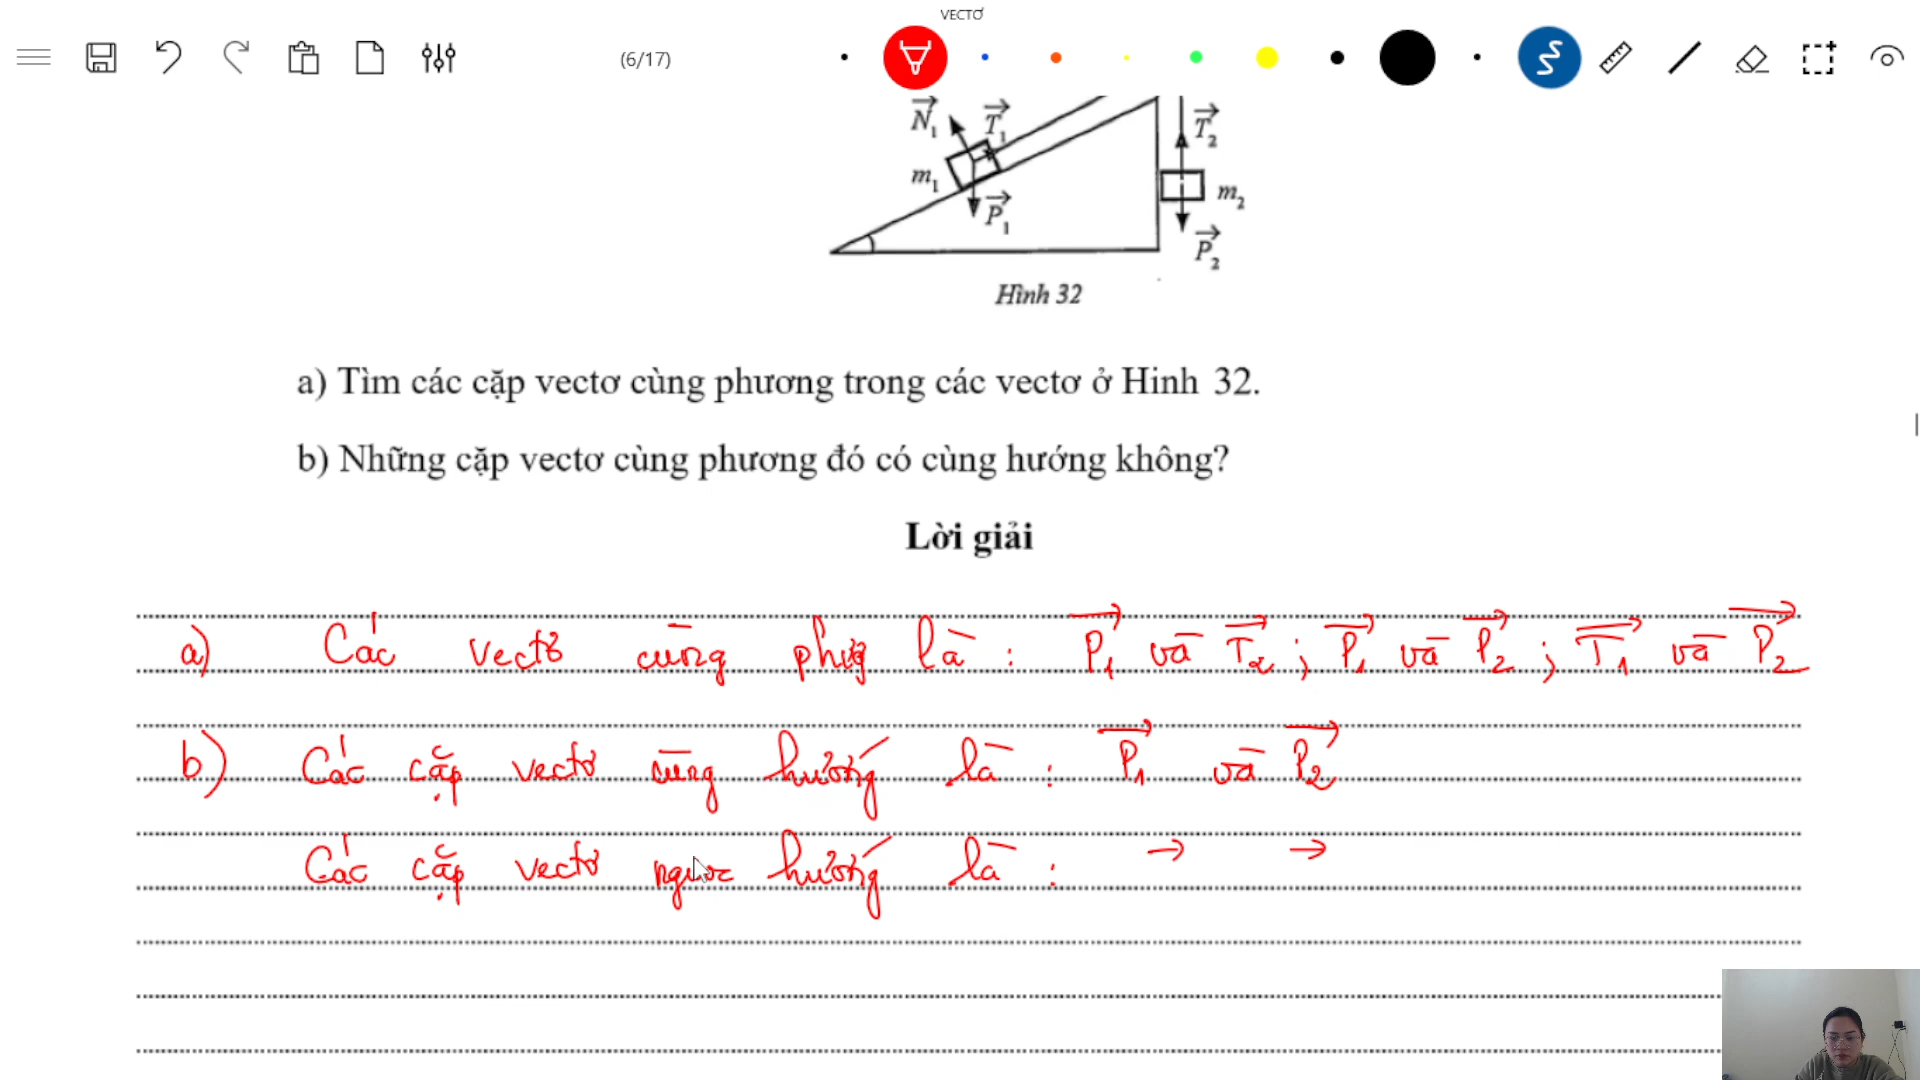 VECTƠ
(6/17)
N₁ T₁ T₂
m₁ m₂
P₁ P₂
Hình 32
a) Tìm các cặp vectơ cùng phương trong các vectơ ở Hinh 32.
b) Những cặp vectơ cùng phương đó có cùng hướng không?
Lời giải
a) Các vectơ cùng phưg là : P₁ và T₂ ; P₁ và P₂ ; T₁ và P₂
b) Các cặp vectơ cùng hướng là : P₁ và P₂
Các cặp vectơ ngược hướng là :